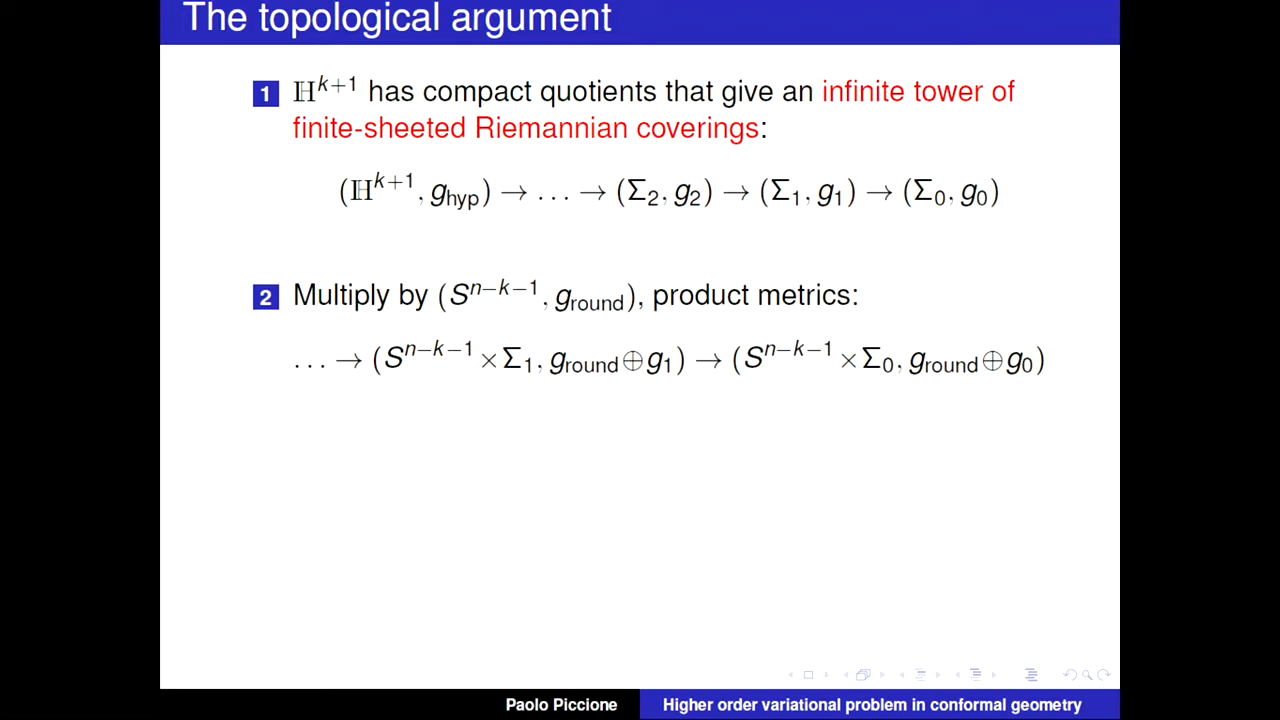 The topological argument
1 ℍ^{k+1} has compact quotients that give an infinite tower of
finite-sheeted Riemannian coverings:
(ℍ^{k+1}, g_hyp) → … → (Σ_2, g_2) → (Σ_1, g_1) → (Σ_0, g_0)
2 Multiply by (S^{n−k−1}, g_round), product metrics:
… → (S^{n−k−1} × Σ_1, g_round ⊕ g_1) → (S^{n−k−1} × Σ_0, g_round ⊕ g_0)
Paolo Piccione Higher order variational problem in conformal geometry